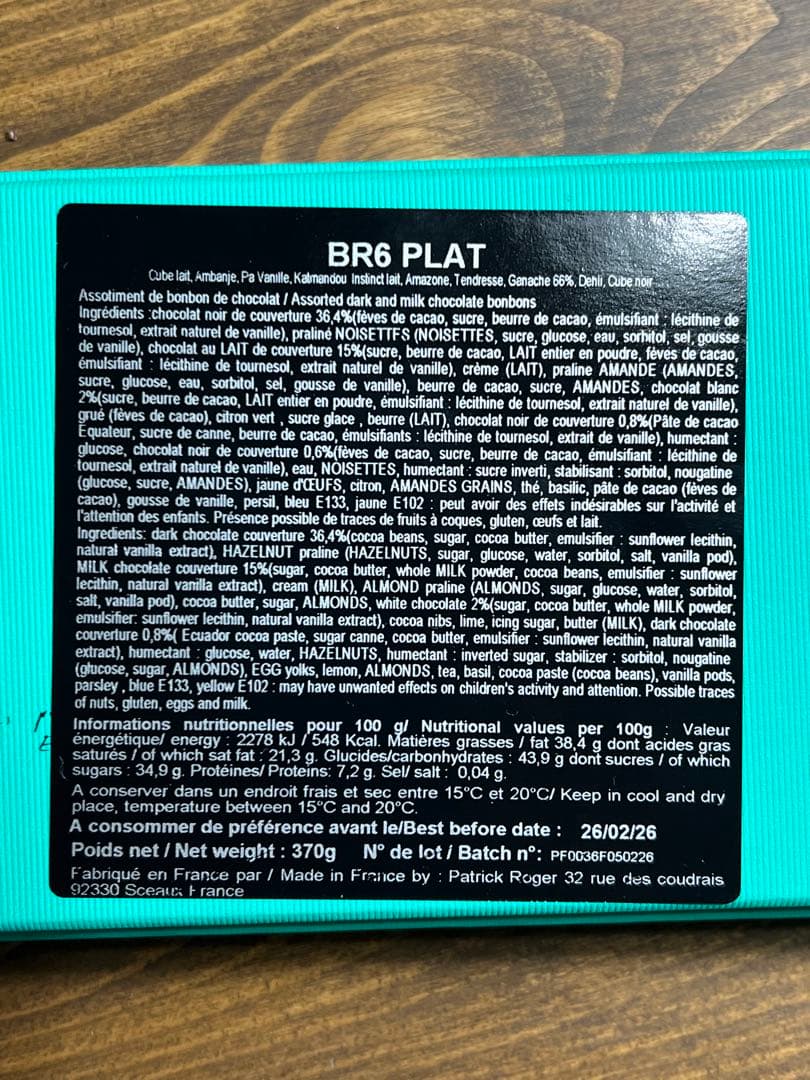 BR6 PLAT
Cube lait, Ambanje, Pa Vanille, Katmandou Instinct lait, Amazone, Tendresse, Ganache 66%, Dehli, Cube noir
Assotiment de bonbon de chocolat / Assorted dark and milk chocolate bonbons
Ingrédients :chocolat noir de couverture 36,4%(fèves de cacao, sucre, beurre de cacao, émulsifiant : lécithine de
tournesol, extrait naturel de vanille), praliné NOISETTES (NOISETTES, sucre, glucose, eau, sorbitol, sel, gousse
de vanille), chocolat au LAIT de couverture 15%(sucre, beurre de cacao, LAIT entier en poudre, fèves de cacao,
émulsifiant : lécithine de tournesol, extrait naturel de vanille), crème (LAIT), praline AMANDE (AMANDES,
sucre, glucose, eau, sorbitol, sel, gousse de vanille), beurre de cacao, sucre, AMANDES, chocolat blanc
2%(sucre, beurre de cacao, LAIT entier en poudre, émulsifiant : lécithine de tournesol, extrait naturel de vanille),
grué (fèves de cacao), citron vert , sucre glace , beurre (LAIT), chocolat noir de couverture 0,8%(Pâte de cacao
Equateur, sucre de canne, beurre de cacao, émulsifiants : lécithine de tournesol, extrait de vanille), humectant :
glucose, chocolat noir de couverture 0,6%(fèves de cacao, sucre, beurre de cacao, émulsifiant : lécithine de
tournesol, extrait naturel de vanille), eau, NOISETTES, humectant : sucre inverti, stabilisant : sorbitol, nougatine
(glucose, sucre, AMANDES), jaune d'ŒUFS, citron, AMANDES GRAINS, thé, basilic, pâte de cacao (fèves de
cacao), gousse de vanille, persil, bleu E133, jaune E102 : peut avoir des effets indésirables sur l'activité et
l'attention des enfants. Présence possible de traces de fruits à coques, gluten, œufs et lait.
Ingredients: dark chocolate couverture 36,4%(cocoa beans, sugar, cocoa butter, emulsifier : sunflower lecithin,
natural vanilla extract), HAZELNUT praline (HAZELNUTS, sugar, glucose, water, sorbitol, salt, vanilla pod),
MILK chocolate couverture 15%(sugar, cocoa butter, whole MILK powder, cocoa beans, emulsifier : sunflower
lecithin, natural vanilla extract), cream (MILK), ALMOND praline (ALMONDS, sugar, glucose, water, sorbitol,
salt, vanilla pod), cocoa butter, sugar, ALMONDS, white chocolate 2%(sugar, cocoa butter, whole MILK powder,
emulsifier: sunflower lecithin, natural vanilla extract), cocoa nibs, lime, icing sugar, butter (MILK), dark chocolate
couverture 0,8%( Ecuador cocoa paste, sugar canne, cocoa butter, emulsifier : sunflower lecithin, natural vanilla
extract), humectant : glucose, water, HAZELNUTS, humectant : inverted sugar, stabilizer : sorbitol, nougatine
(glucose, sugar, ALMONDS), EGG yolks, lemon, ALMONDS, tea, basil, cocoa paste (cocoa beans), vanilla pods,
parsley , blue E133, yellow E102 : may have unwanted effects on children's activity and attention. Possible traces
of nuts, gluten, eggs and milk.
Informations nutritionnelles pour 100 g/ Nutritional values per 100g : Valeur
énergétique/ energy : 2278 kJ / 548 Kcal. Matières grasses / fat 38,4 g dont acides gras
saturés / of which sat fat : 21,3 g. Glucides/carbonhydrates : 43,9 g dont sucres / of which
sugars : 34,9 g. Protéines/ Proteins: 7,2 g. Sel/ salt : 0,04 g.
A conserver dans un endroit frais et sec entre 15°C et 20°C/ Keep in cool and dry
place, temperature between 15°C and 20°C.
A consommer de préférence avant le/Best before date : 26/02/26
Poids net / Net weight : 370g N° de lot / Batch n°: PF0036F050226
Fabriqué en France par / Made in France by : Patrick Roger 32 rue des coudrais
92330 Sceaux France